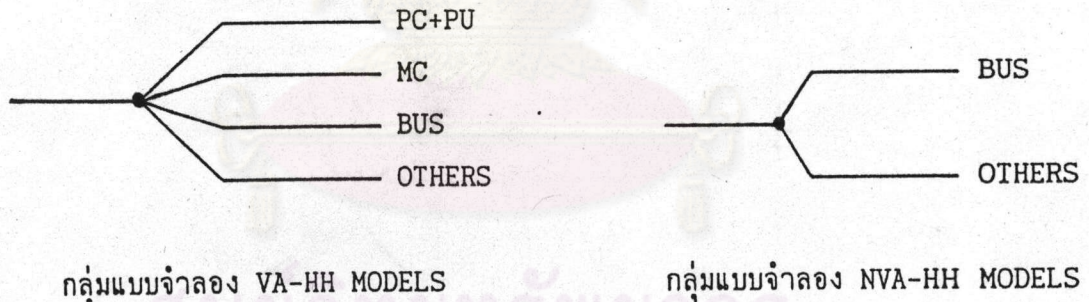 PC+PU
MC
BUS
OTHERS
กลุ่มแบบจำลอง VA-HH MODELS
BUS
OTHERS
กลุ่มแบบจำลอง NVA-HH MODELS